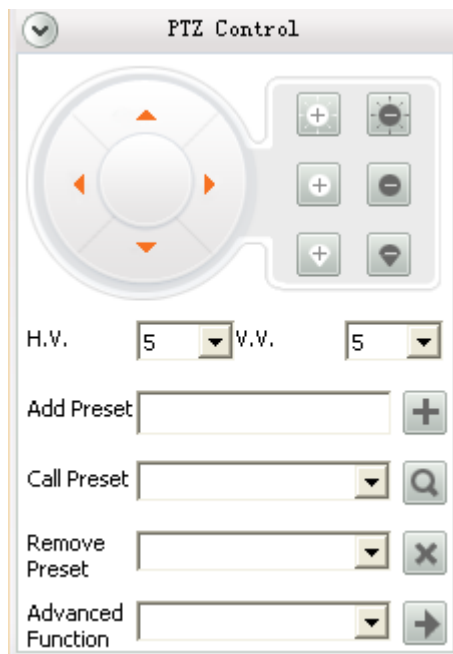 PTZ Control
H.V. 5 V.V. 5
Add Preset
Call Preset
Remove
Preset
Advanced
Function